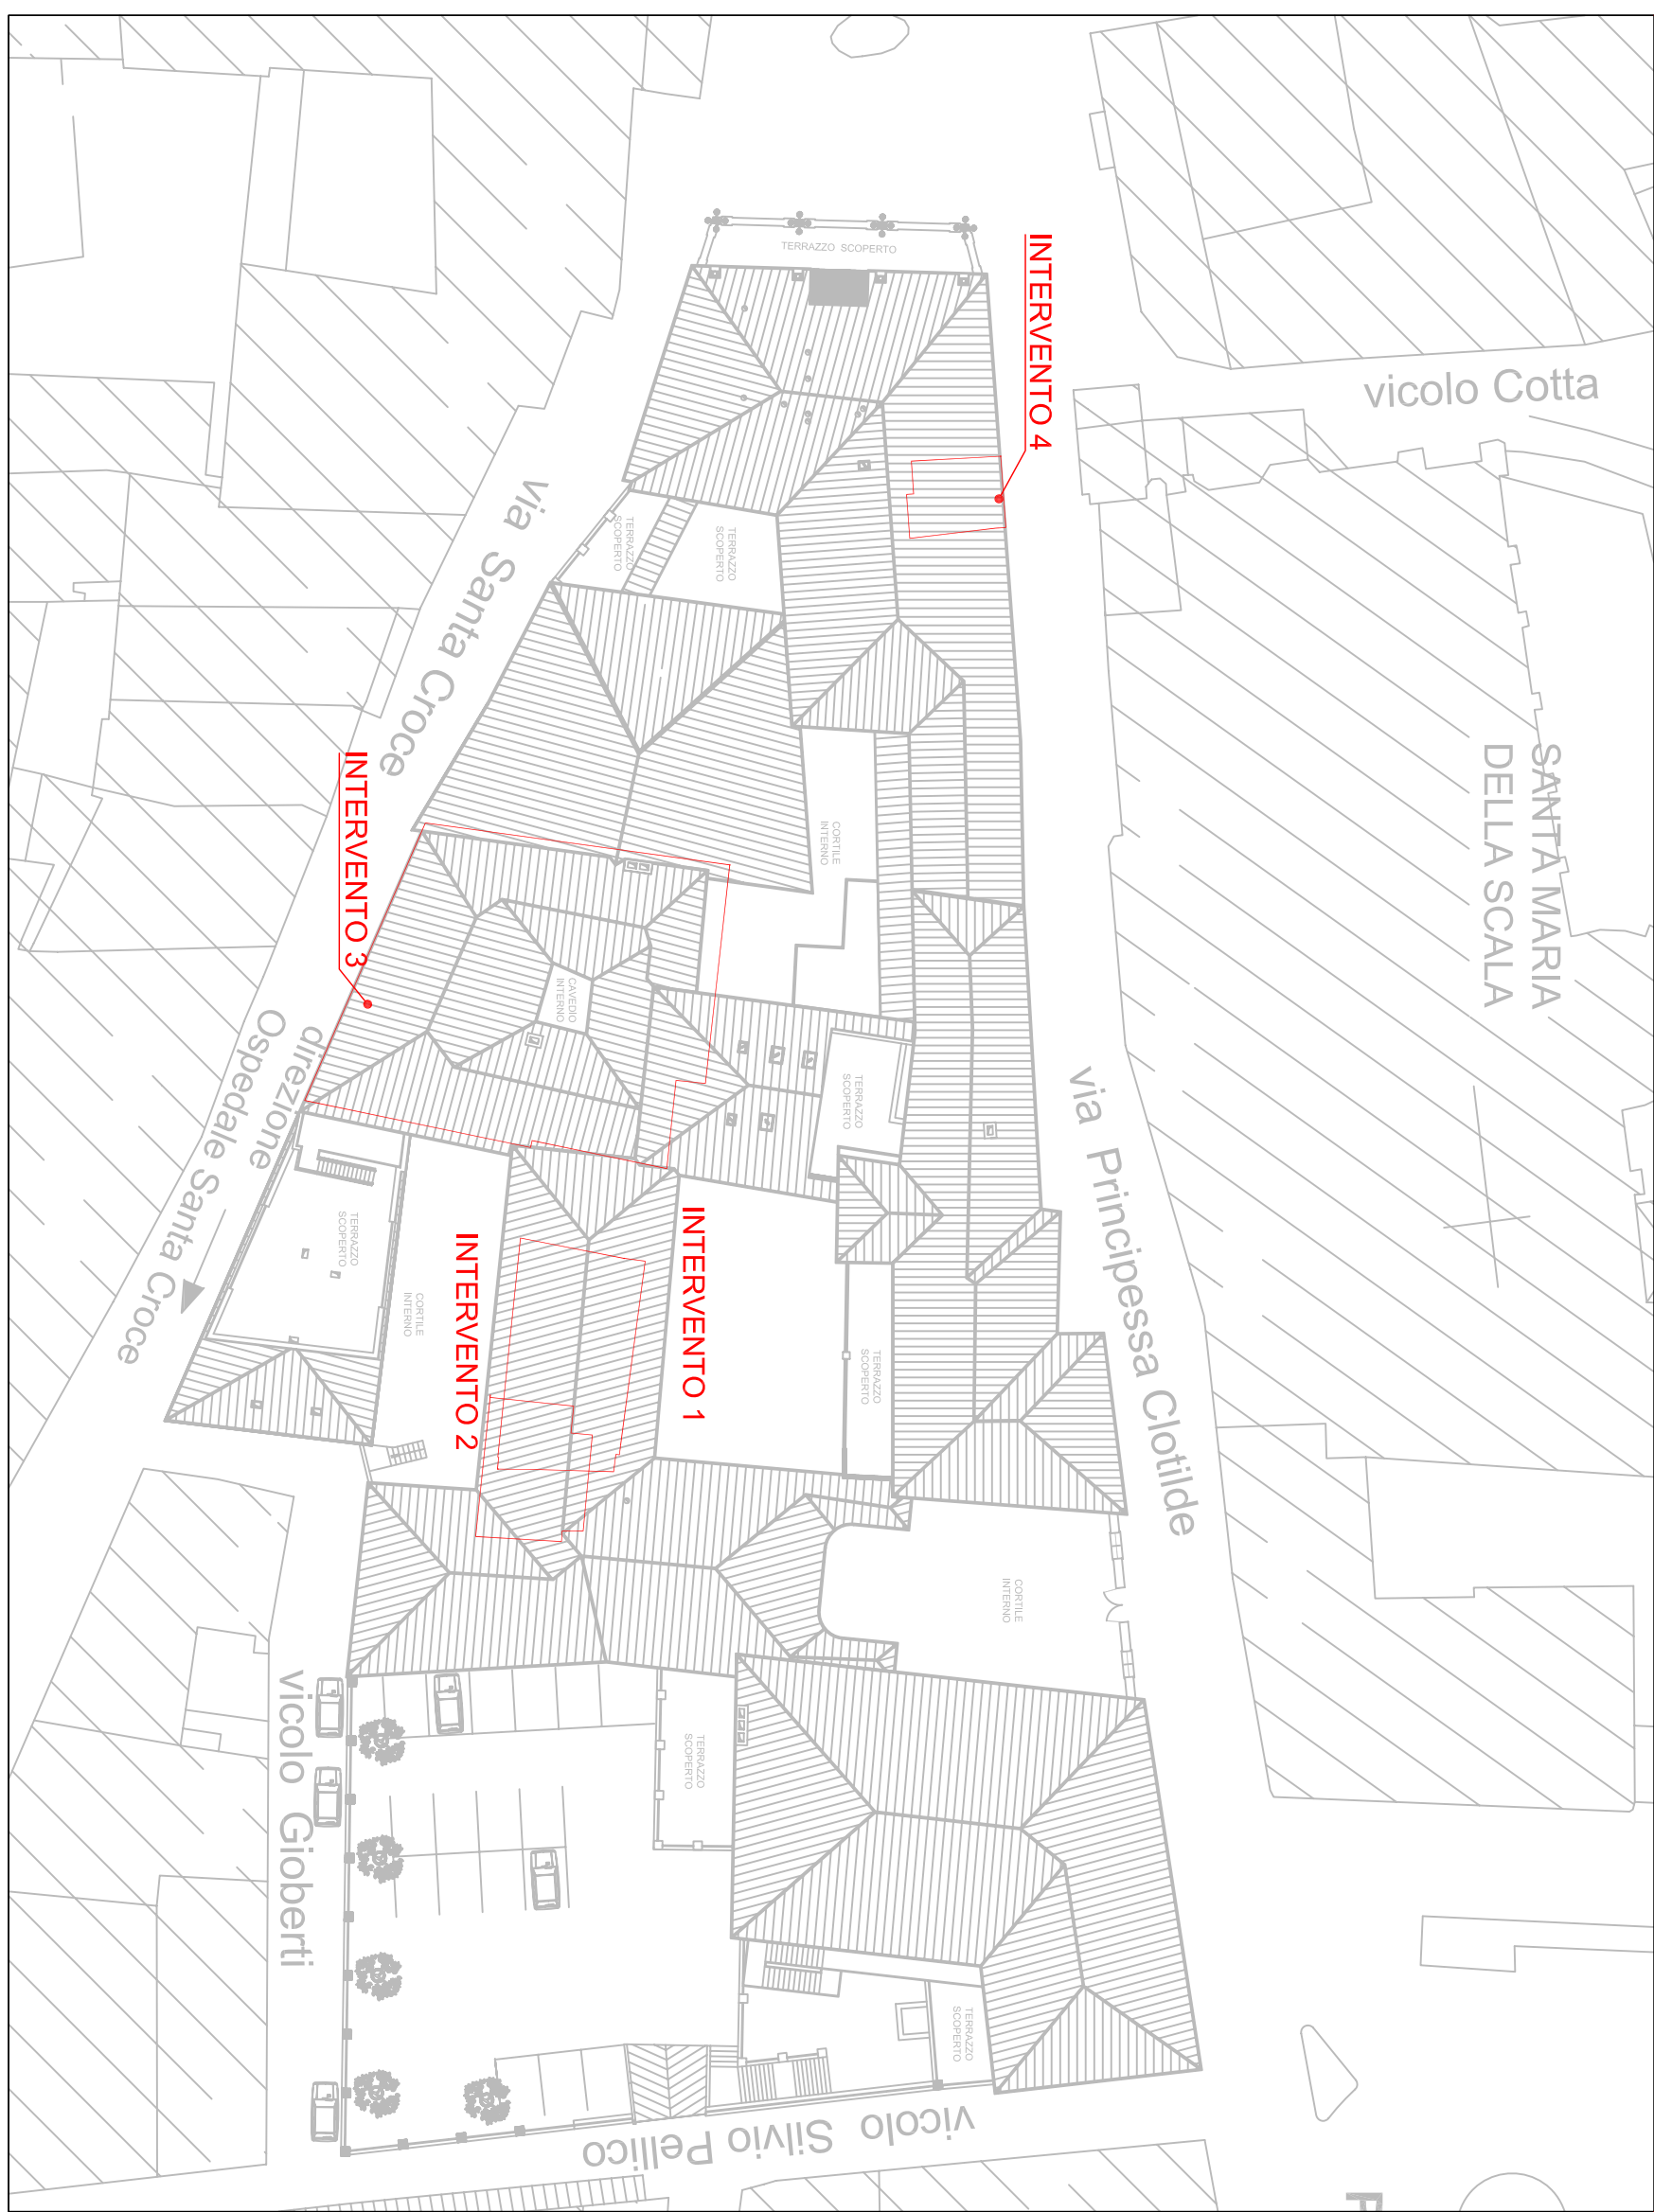 TERRAZZO SCOPERTO
INTERVENTO 4
vicolo Cotta
via Santa Croce
TERRAZZO
SCOPERTO
TERRAZZO
SCOPERTO
SANTA MARIA
DELLA SCALA
INTERVENTO 3
CORTILE
INTERNO
CAVEDIO
INTERNO
TERRAZZO
SCOPERTO
via Principessa Clotilde
direzione
Ospedale Santa Croce
TERRAZZO
SCOPERTO
CORTILE
INTERNO
INTERVENTO 2
INTERVENTO 1
TERRAZZO
SCOPERTO
CORTILE
INTERNO
vicolo Gioberti
TERRAZZO
SCOPERTO
TERRAZZO
SCOPERTO
vicolo Silvio Pellico